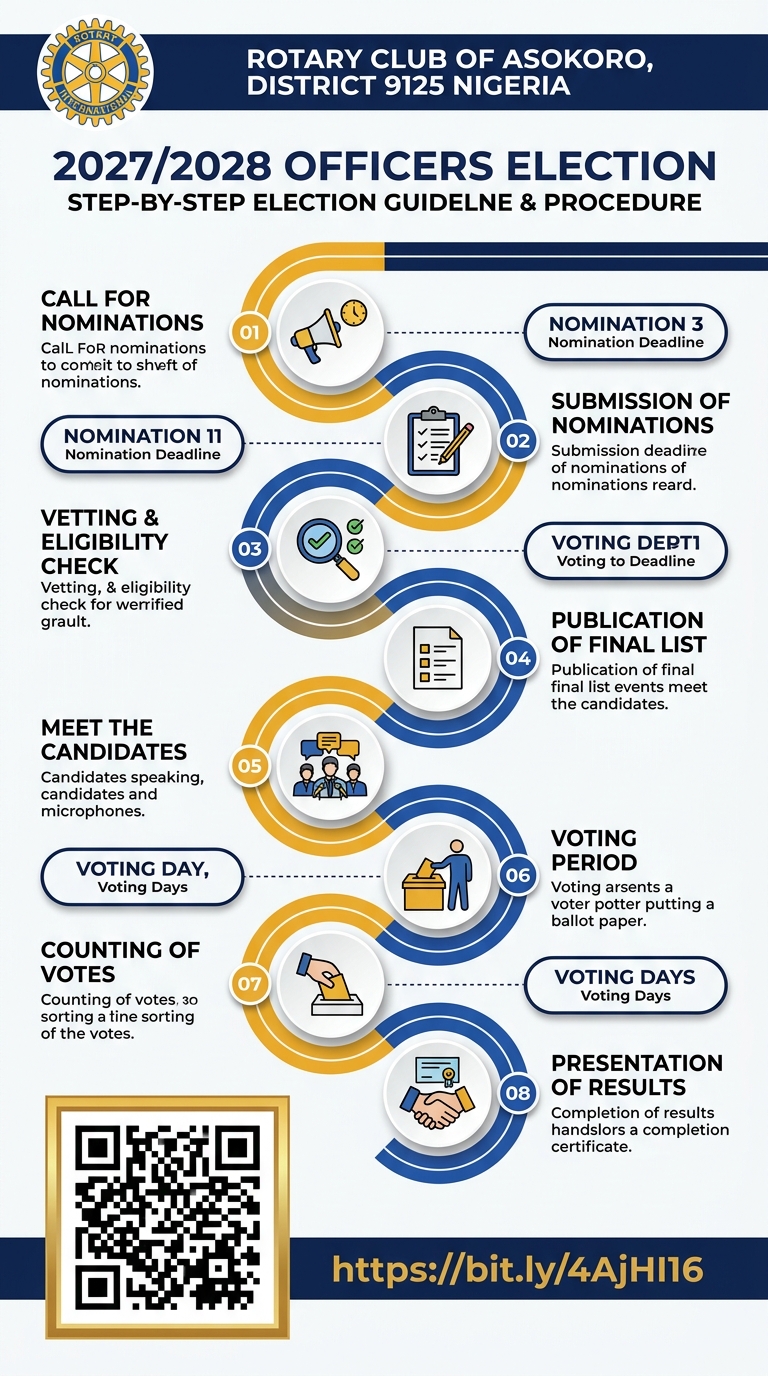 ROTARY CLUB OF ASOKORO,
DISTRICT 9125 NIGERIA
2027/2028 OFFICERS ELECTION
STEP-BY-STEP ELECTION GUIDELNE & PROCEDURE
CALL FOR
NOMINATIONS
CalL FoR nominations
to comeit to shvft of
nominations.
01
NOMINATION 3
Nomination Deadline
SUBMISSION OF
NOMINATIONS
Submission deadlire
of nominations of
nominations reard.
02
NOMINATION 11
Nomination Deadline
VETTING &
ELIGIBILITY
CHECK
Vetting, & eligibility
check for werrified
grault.
03
VOTING DEPT1
Voting to Deadline
PUBLICATION
OF FINAL LIST
Publication of final
final list events meet
the candidates.
04
MEET THE
CANDIDATES
Candidates speaking,
candidates and
microphones.
05
VOTING DAY,
Voting Days
VOTING
PERIOD
Voting arsents a
voter potter putting a
ballot paper.
06
COUNTING OF
VOTES
Counting of votes. 30
sorting a tine sorting
of the votes.
07
VOTING DAYS
Voting Days
PRESENTATION
OF RESULTS
Completion of results
handslors a completion
certificate.
08
https://bit.ly/4AjHI16